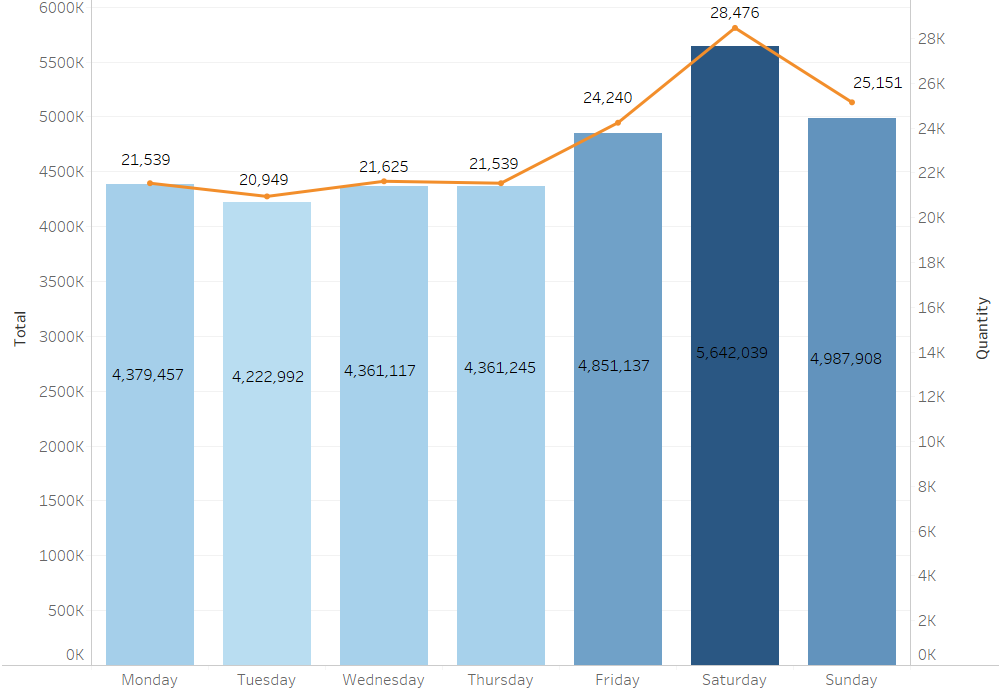 6000K
5500K
5000K
4500K
4000K
3500K
3000K
2500K
2000K
1500K
1000K
500K
0K
Total
21,539
20,949
21,625
21,539
24,240
28,476
25,151
4,379,457
4,222,992
4,361,117
4,361,245
4,851,137
5,642,039
4,987,908
28K
26K
24K
22K
20K
18K
16K
14K
12K
10K
8K
6K
4K
2K
0K
Quantity
Monday
Tuesday
Wednesday
Thursday
Friday
Saturday
Sunday